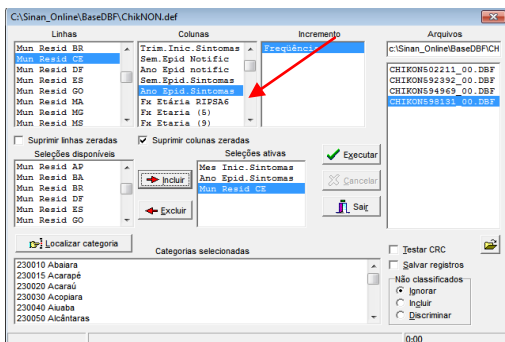 C:\Sinan_Online\BaseDBF\ChikNON.def
Linhas
Mun Resid BR
Mun Resid CE
Mun Resid DF
Mun Resid ES
Mun Resid GO
Mun Resid MA
Mun Resid MG
Mun Resid MS
Colunas
Trim.Inic.Sintomas
Sem.Epid Notific
Ano Epid notific
Sem.Epid.Sintomas
Ano Epid.Sintomas
Fx Etária RIPSA6
Fx Etaria (5)
Fx Etaria (9)
Incremento
Freqüência
Arquivos
c:\Sinan_Online\BaseDBF\CH
CHIKON502211_00.DBF
CHIKON592392_00.DBF
CHIKON594969_00.DBF
CHIKON598131_00.DBF
Suprimir linhas zeradas
Suprimir colunas zeradas
Seleções disponíveis
Mun Resid AP
Mun Resid BA
Mun Resid BR
Mun Resid DF
Mun Resid ES
Mun Resid GO
Incluir
Excluir
Seleções ativas
Mes Inic.Sintomas
Ano Epid.Sintomas
Mun Resid CE
Executar
Cancelar
Sair
Localizar categoria
Categorias selecionadas
230010 Abaiara
230015 Acarapé
230020 Acaraú
230030 Acopiara
230040 Aiuaba
230050 Alcântaras
Testar CRC
Salvar registros
Não classificados
Ignorar
Incluir
Discriminar
0:00